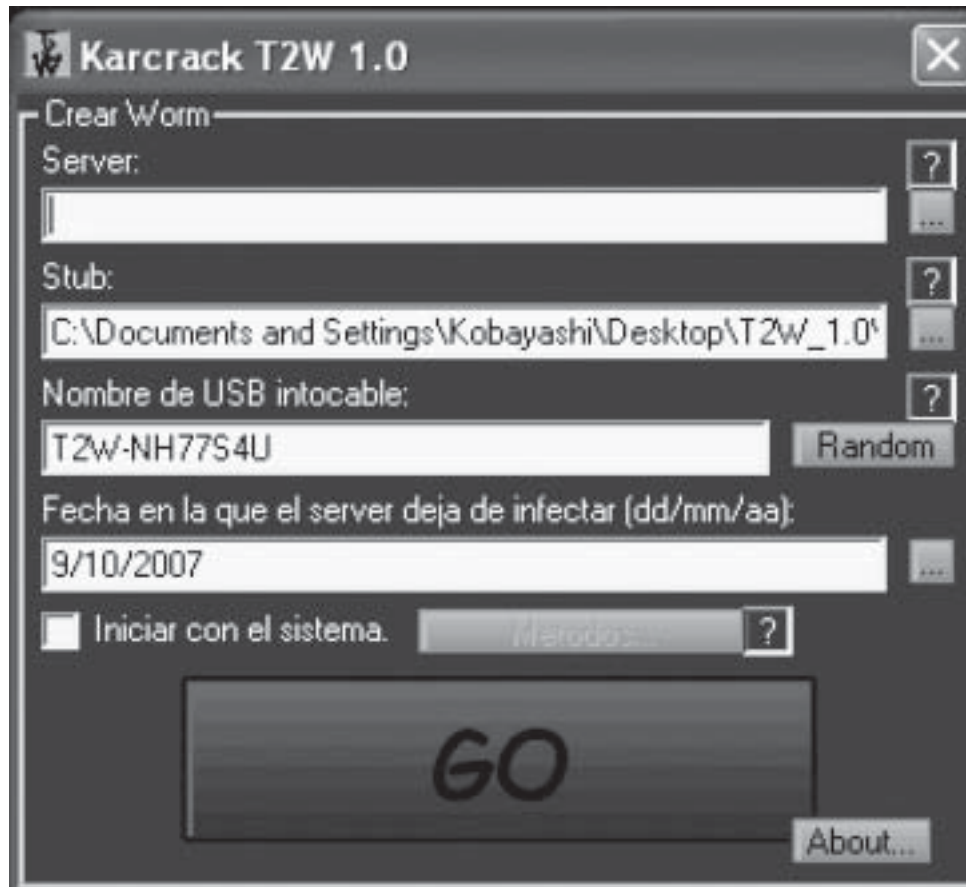 Karcrack T2W 1.0
Crear Worm
Server:
?
...
Stub:
?
C:\Documents and Settings\Kobayashi\Desktop\T2W_1.0\
...
Nombre de USB intocable:
?
T2W-NH77S4U
Random
Fecha en la que el server deja de infectar (dd/mm/aa):
9/10/2007
...
Iniciar con el sistema.
Metodos...
?
GO
About...